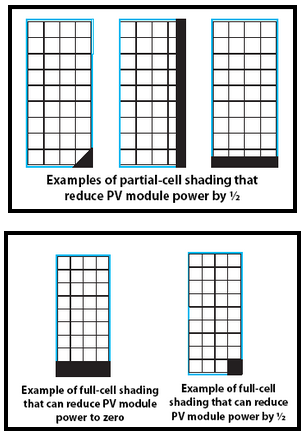 Examples of partial-cell shading that
reduce PV module power by ½
Example of full-cell shading
that can reduce PV module
power to zero
Example of full-cell
shading that can reduce
PV module power by ½